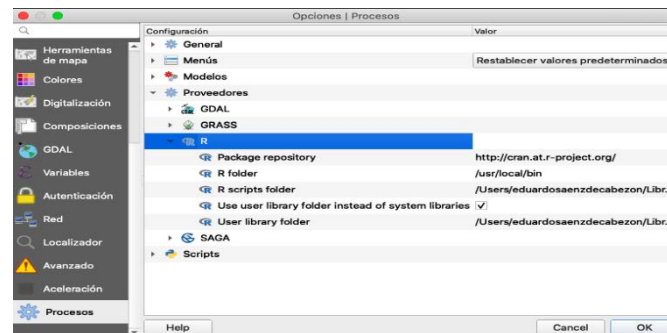 Opciones | Procesos
Herramientas
de mapa
Colores
Digitalización
Composiciones
GDAL
Variables
Autenticación
Red
Localizador
Avanzado
Aceleración
Procesos
Configuración Valor
General
Menús Restablecer valores predeterminados
Modelos
Proveedores
GDAL
GRASS
R
Package repository http://cran.at.r-project.org/
R folder /usr/local/bin
R scripts folder /Users/eduardosaenzdecabezon/Libr.
Use user library folder instead of system libraries
User library folder /Users/eduardosaenzdecabezon/Libr.
SAGA
Scripts
Help Cancel OK